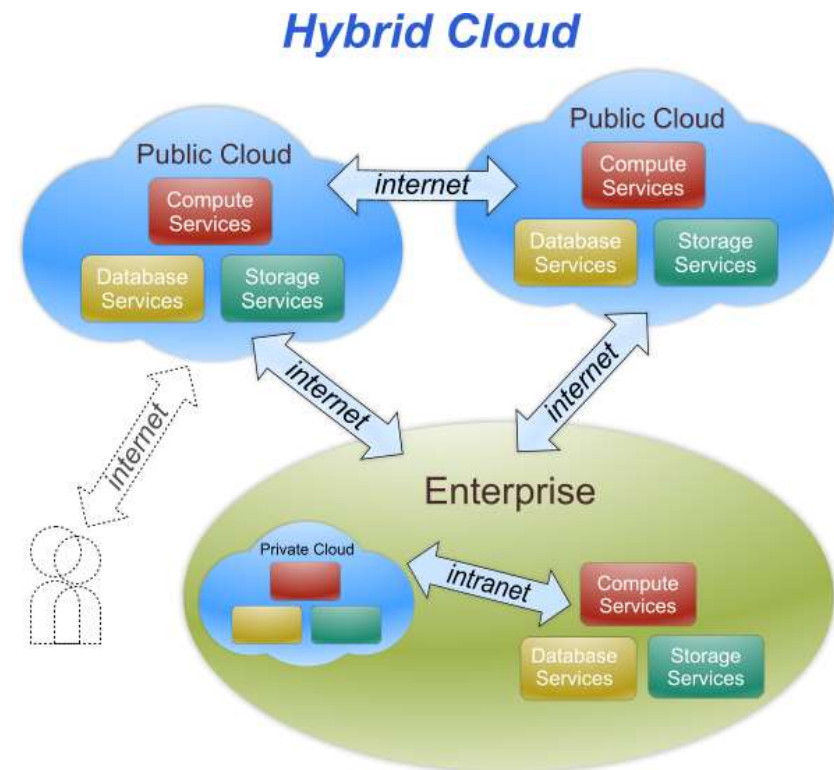 Hybrid Cloud
Public Cloud
Compute
Services
Database
Services
Storage
Services
internet
Public Cloud
Compute
Services
Database
Services
Storage
Services
internet
internet
internet
Enterprise
Private Cloud
intranet
Compute
Services
Database
Services
Storage
Services